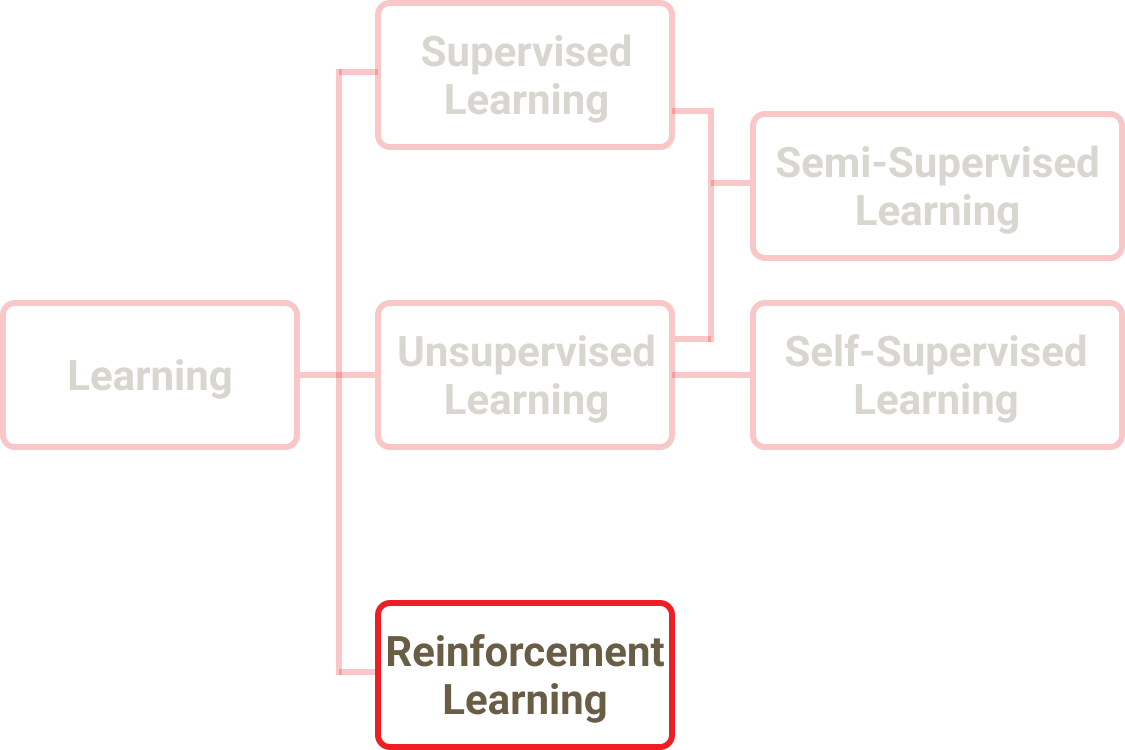 Supervised
Learning
Semi-Supervised
Learning
Learning
Unsupervised
Learning
Self-Supervised
Learning
Reinforcement
Learning